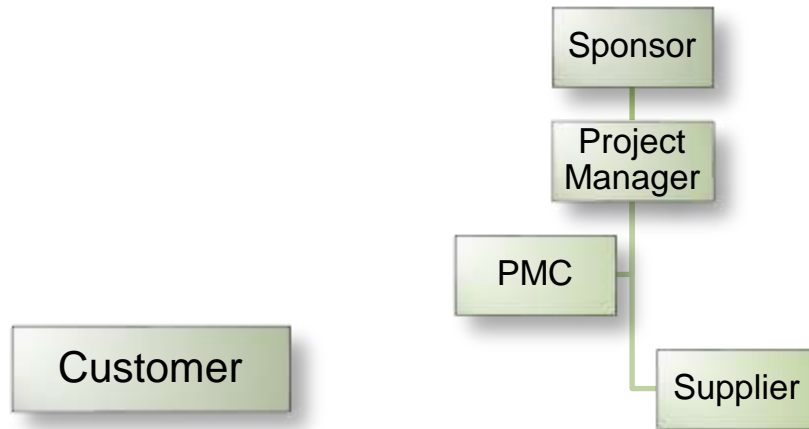 Sponsor
Project
Manager
PMC
Customer
Supplier